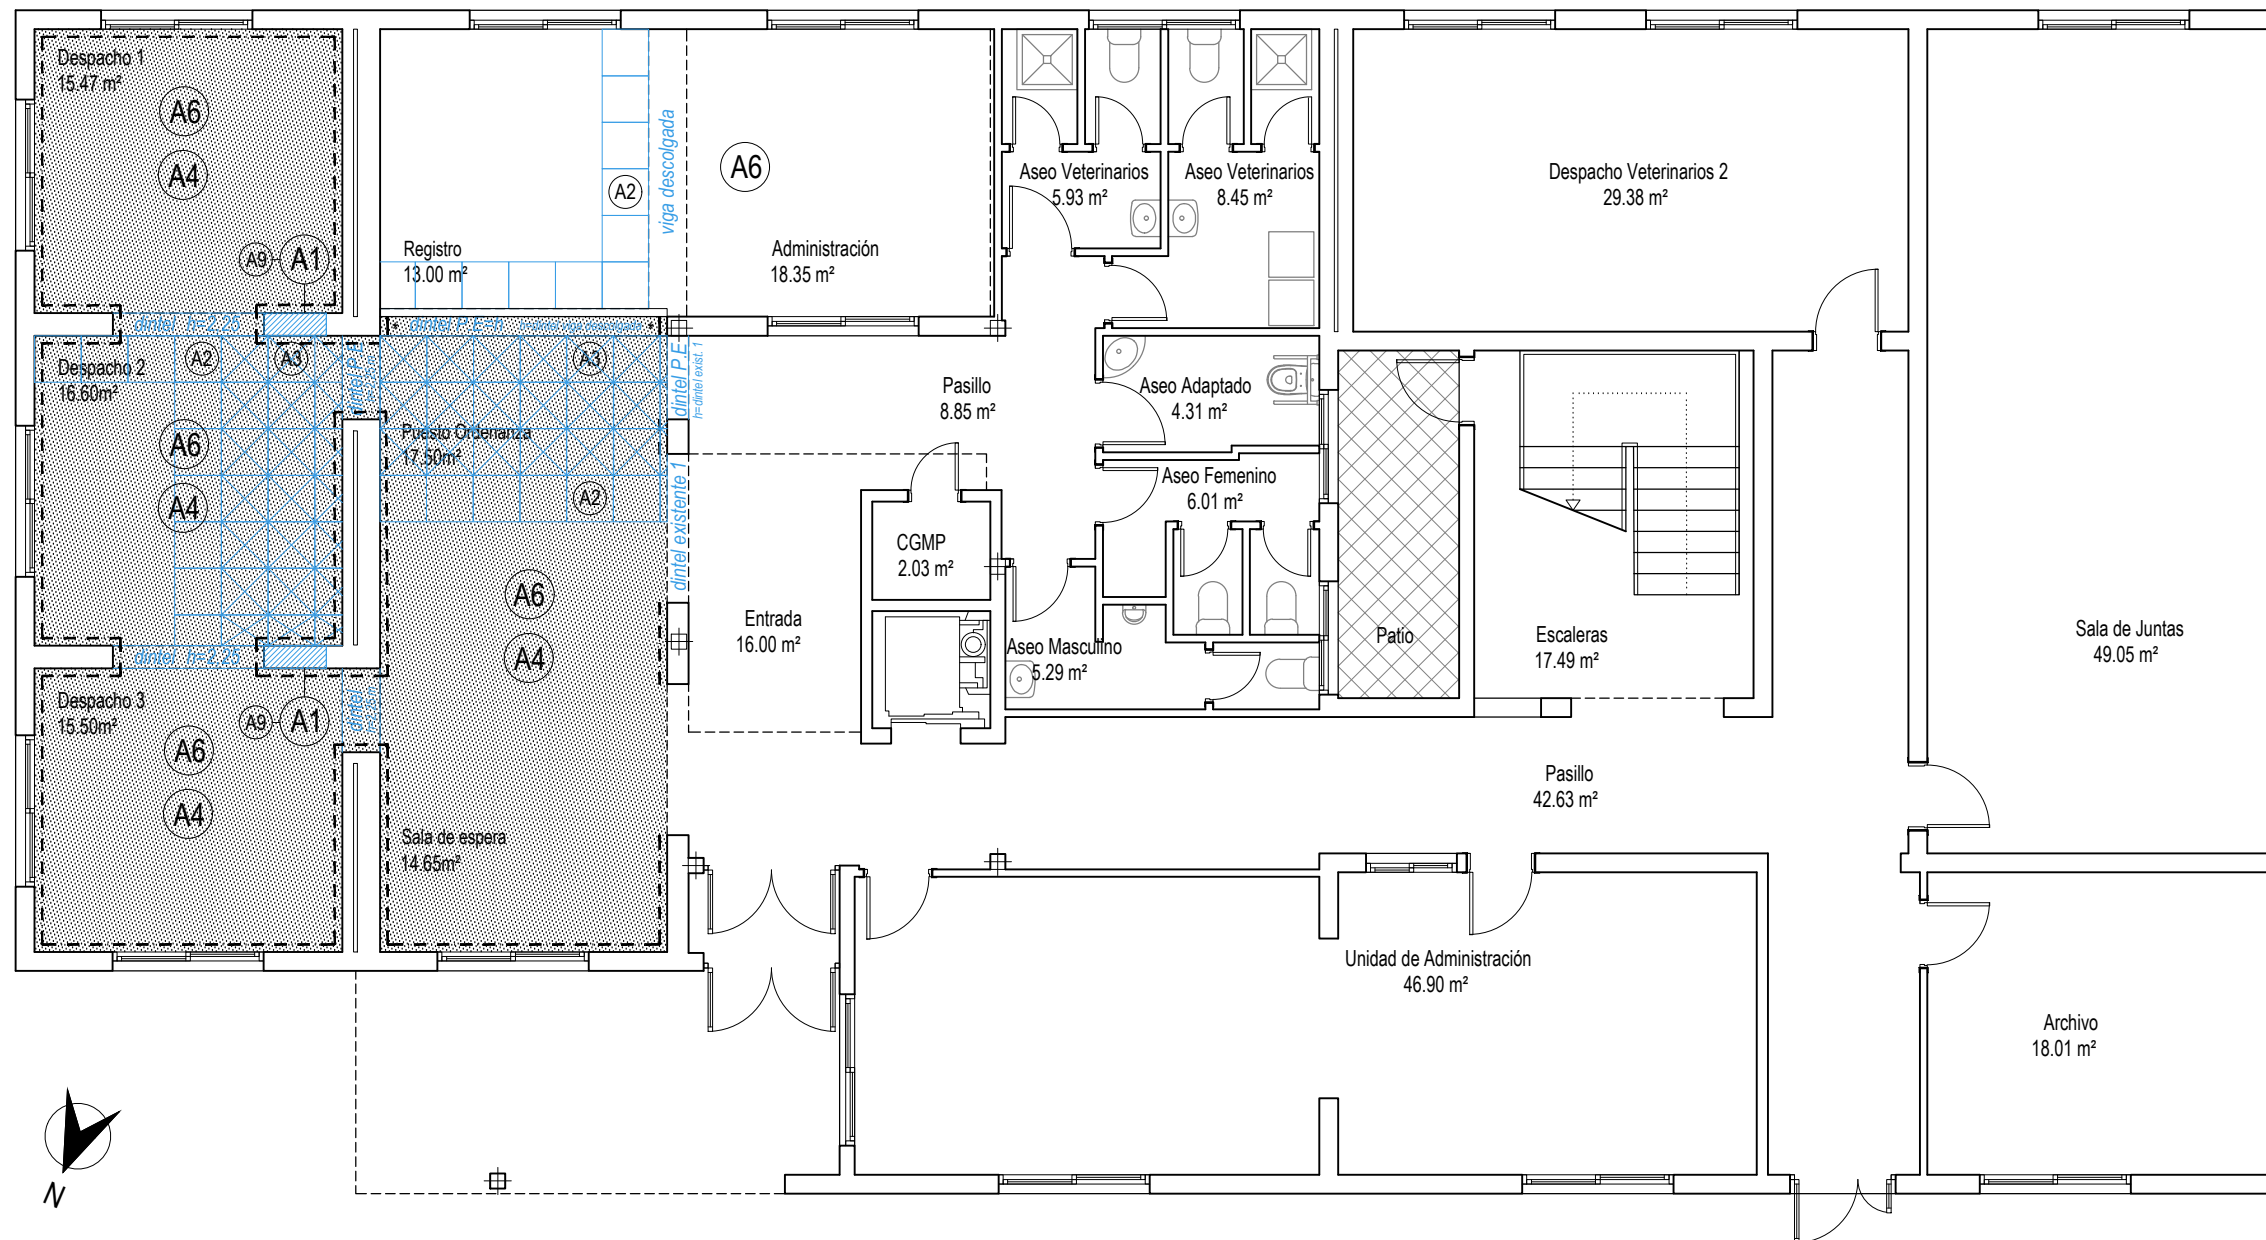 Despacho 1
15.47 m²
A6
A4
A9
A1
dintel h=2.25
Registro
13.00 m²
A2
viga descolgada
A6
Administración
18.35 m²
Aseo Veterinarios
5.93 m²
Aseo Veterinarios
8.45 m²
Despacho Veterinarios 2
29.38 m²
* dintel P.E=h *
Despacho 2
16.60m²
A2
A3
A6
A4
dintel P.E
A3
dintel P.E
h=dintel exist. 1
Puesto Ordenanza
17.50m²
A2
dintel existente 1
Pasillo
8.85 m²
Aseo Adaptado
4.31 m²
Aseo Femenino
6.01 m²
CGMP
2.03 m²
A6
A4
Entrada
16.00 m²
Aseo Masculino
5.29 m²
Patio
Escaleras
17.49 m²
Sala de Juntas
49.05 m²
dintel h=2.25
Despacho 3
15.50m²
A9
A1
dintel
A6
A4
Sala de espera
14.65m²
Pasillo
42.63 m²
Unidad de Administración
46.90 m²
Archivo
18.01 m²
N